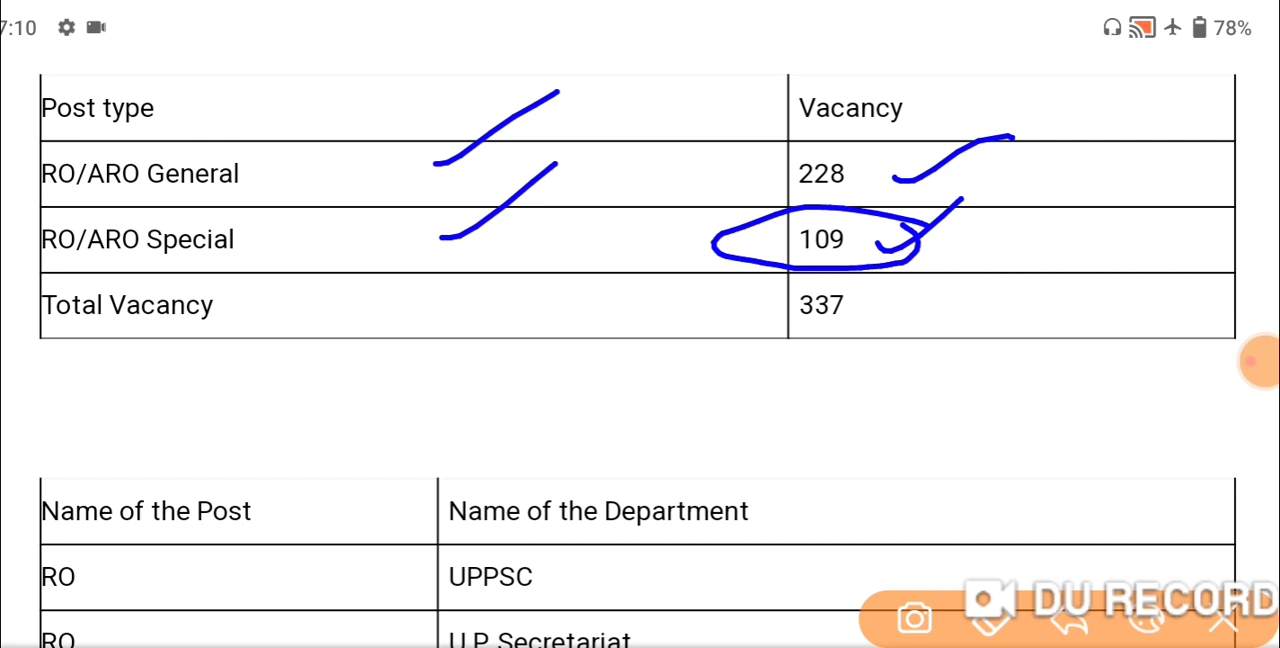 7:10 78%
Post type Vacancy
RO/ARO General 228
RO/ARO Special 109
Total Vacancy 337
Name of the Post Name of the Department
RO UPPSC
RO U.P. Secretariat
DU RECORD